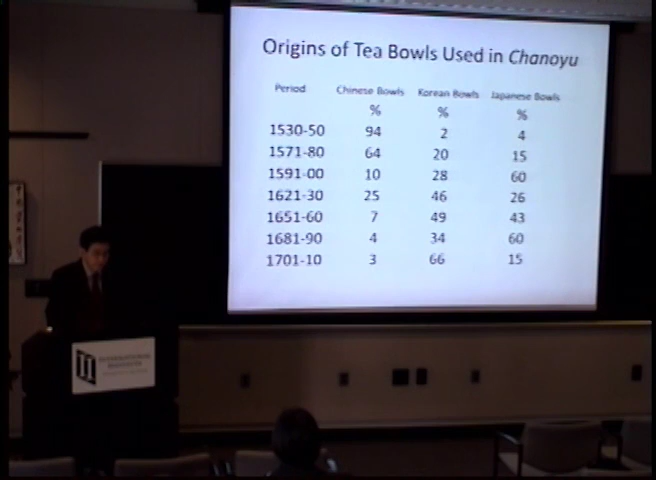 Origins of Tea Bowls Used in Chanoyu
Period Chinese Bowls Korean Bowls Japanese Bowls
% % %
1530-50 94 2 4
1571-80 64 20 15
1591-00 10 28 60
1621-30 25 46 26
1651-60 7 49 43
1681-90 4 34 60
1701-10 3 66 15
INTERNATIONAL
INSTITUTE